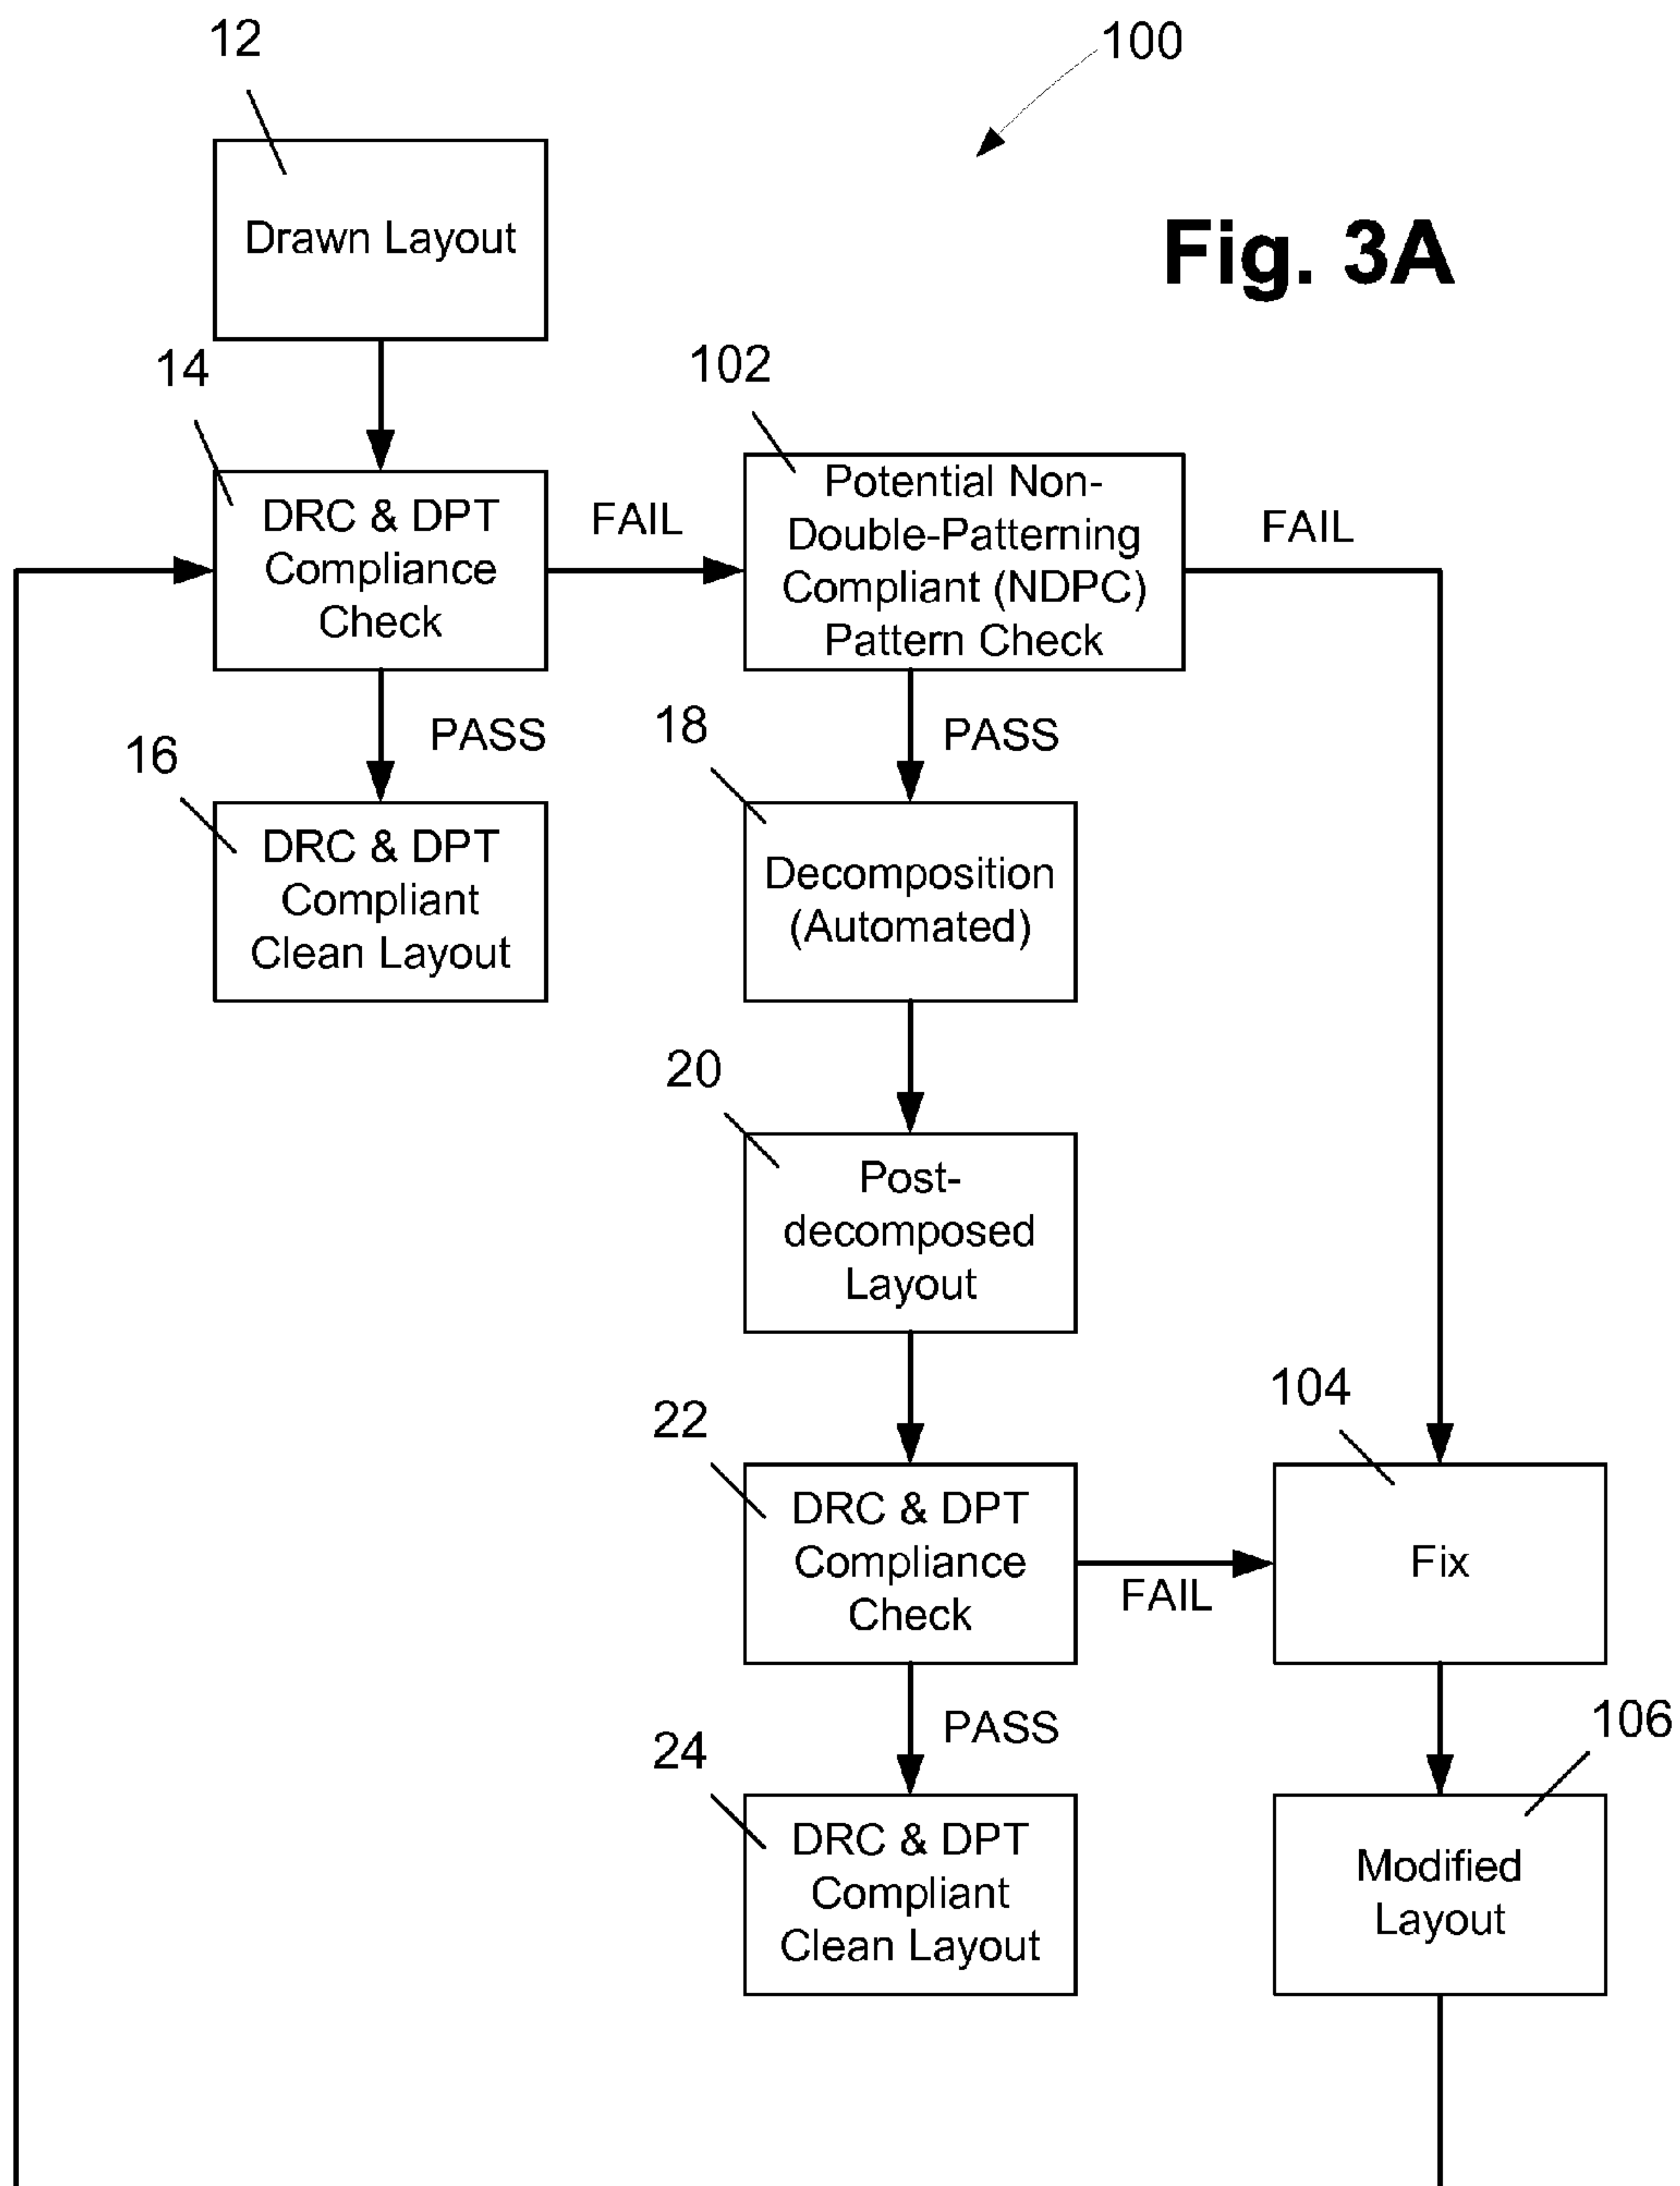 12
100
Drawn Layout
Fig. 3A
14
102
DRC & DPT
Compliance
Check
FAIL
Potential Non-
Double-Patterning
Compliant (NDPC)
Pattern Check
FAIL
PASS
PASS
16
18
DRC & DPT
Compliant
Clean Layout
Decomposition
(Automated)
20
Post-
decomposed
Layout
22
104
DRC & DPT
Compliance
Check
FAIL
Fix
PASS
24
106
DRC & DPT
Compliant
Clean Layout
Modified
Layout